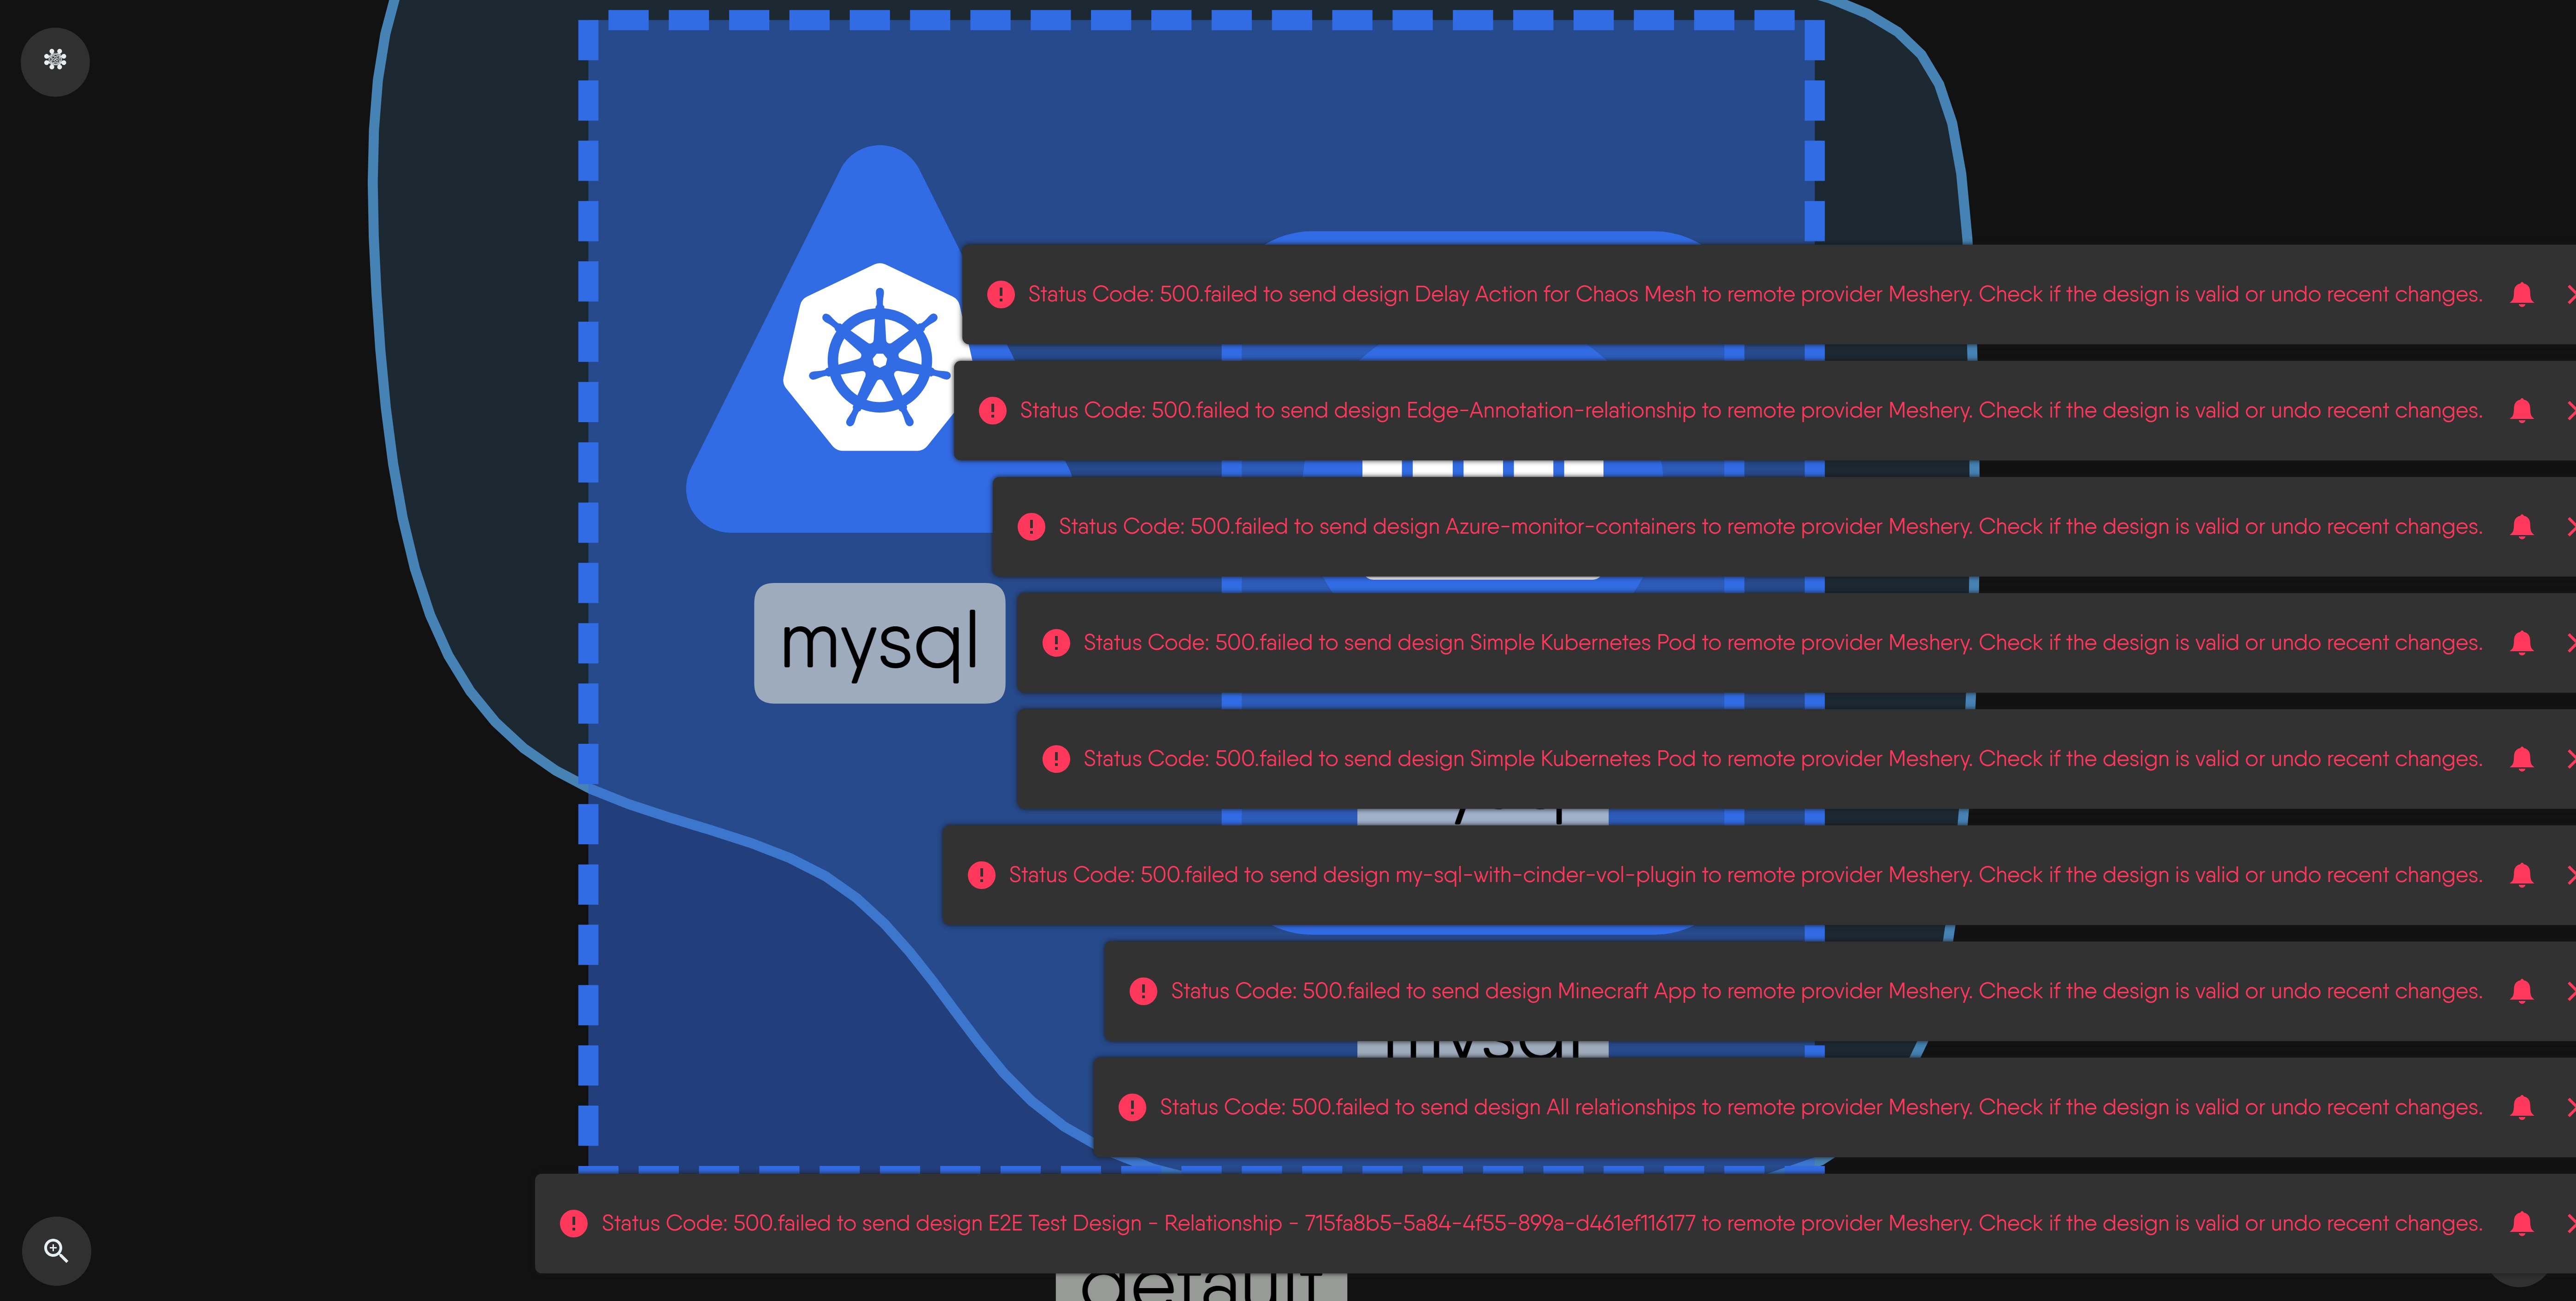 Status Code: 500.failed to send design Delay Action for Chaos Mesh to remote provider Meshery. Check if the design is valid or undo recent changes.
Status Code: 500.failed to send design Edge-Annotation-relationship to remote provider Meshery. Check if the design is valid or undo recent changes.
Status Code: 500.failed to send design Azure-monitor-containers to remote provider Meshery. Check if the design is valid or undo recent changes.
mysql
Status Code: 500.failed to send design Simple Kubernetes Pod to remote provider Meshery. Check if the design is valid or undo recent changes.
Status Code: 500.failed to send design Simple Kubernetes Pod to remote provider Meshery. Check if the design is valid or undo recent changes.
Status Code: 500.failed to send design my-sql-with-cinder-vol-plugin to remote provider Meshery. Check if the design is valid or undo recent changes.
Status Code: 500.failed to send design Minecraft App to remote provider Meshery. Check if the design is valid or undo recent changes.
mysql
Status Code: 500.failed to send design All relationships to remote provider Meshery. Check if the design is valid or undo recent changes.
Status Code: 500.failed to send design E2E Test Design - Relationship - 715fa8b5-5a84-4f55-899a-d461ef116177 to remote provider Meshery. Check if the design is valid or undo recent changes.
default